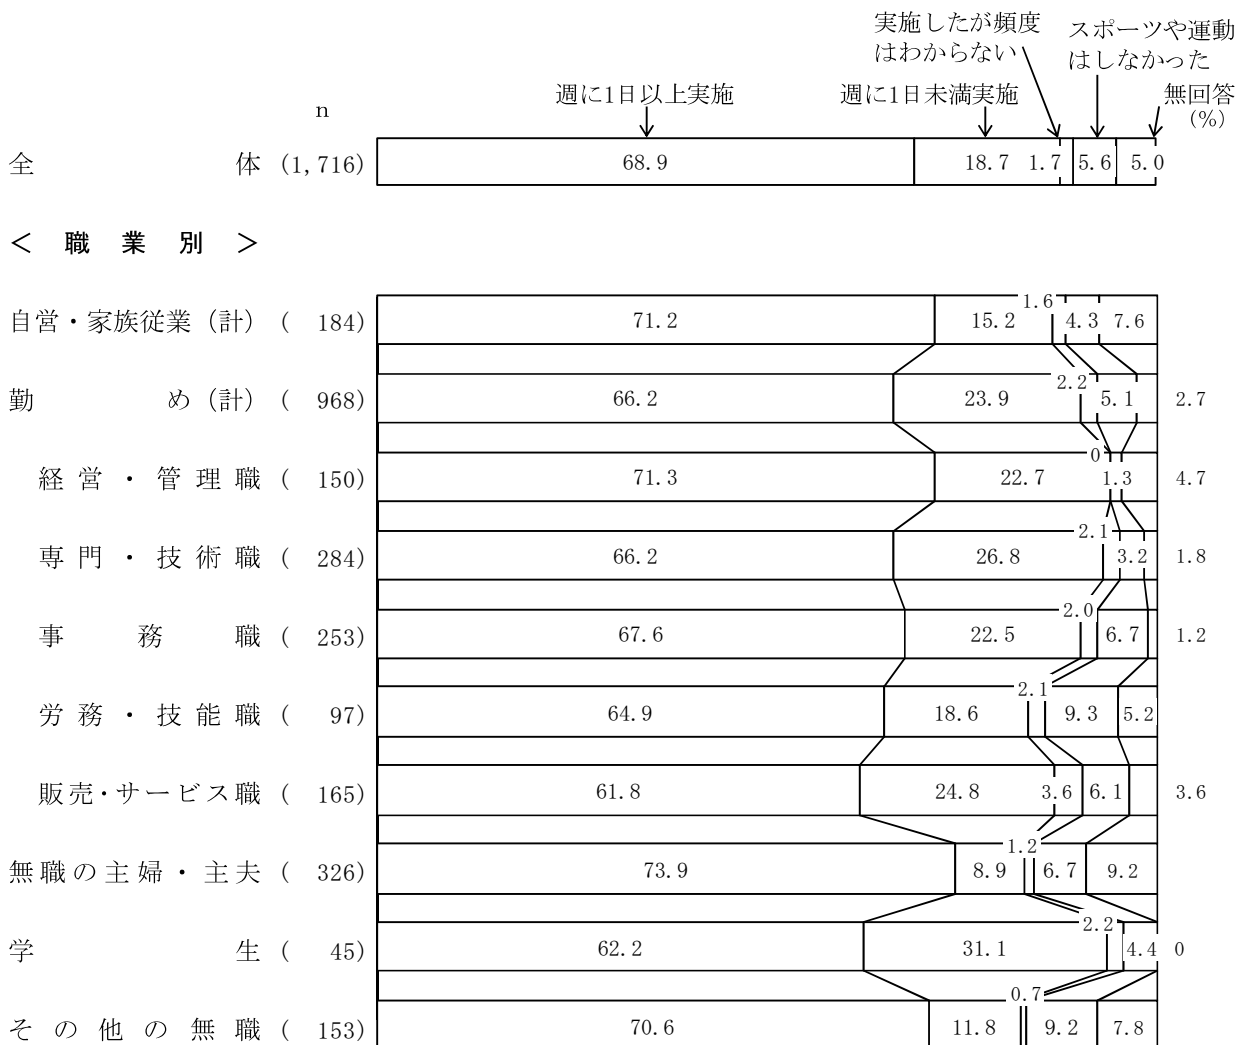 実施したが頻度
はわからない
スポーツや運動
はしなかった
週に1日以上実施
週に1日未満実施
無回答
n
(%)
全体 (1,716) 68.9 18.7 1.7 5.6 5.0
＜職業別＞
自営・家族従業（計） ( 184) 71.2 15.2 1.6 4.3 7.6
勤め（計） ( 968) 66.2 23.9 2.2 5.1 2.7
経営・管理職 ( 150) 71.3 22.7 0 1.3 4.7
専門・技術職 ( 284) 66.2 26.8 2.1 3.2 1.8
事務職 ( 253) 67.6 22.5 2.0 6.7 1.2
労務・技能職 ( 97) 64.9 18.6 2.1 9.3 5.2
販売・サービス職 ( 165) 61.8 24.8 3.6 6.1 3.6
無職の主婦・主夫 ( 326) 73.9 8.9 1.2 6.7 9.2
学生 ( 45) 62.2 31.1 2.2 4.4 0
その他の無職 ( 153) 70.6 11.8 0.7 9.2 7.8